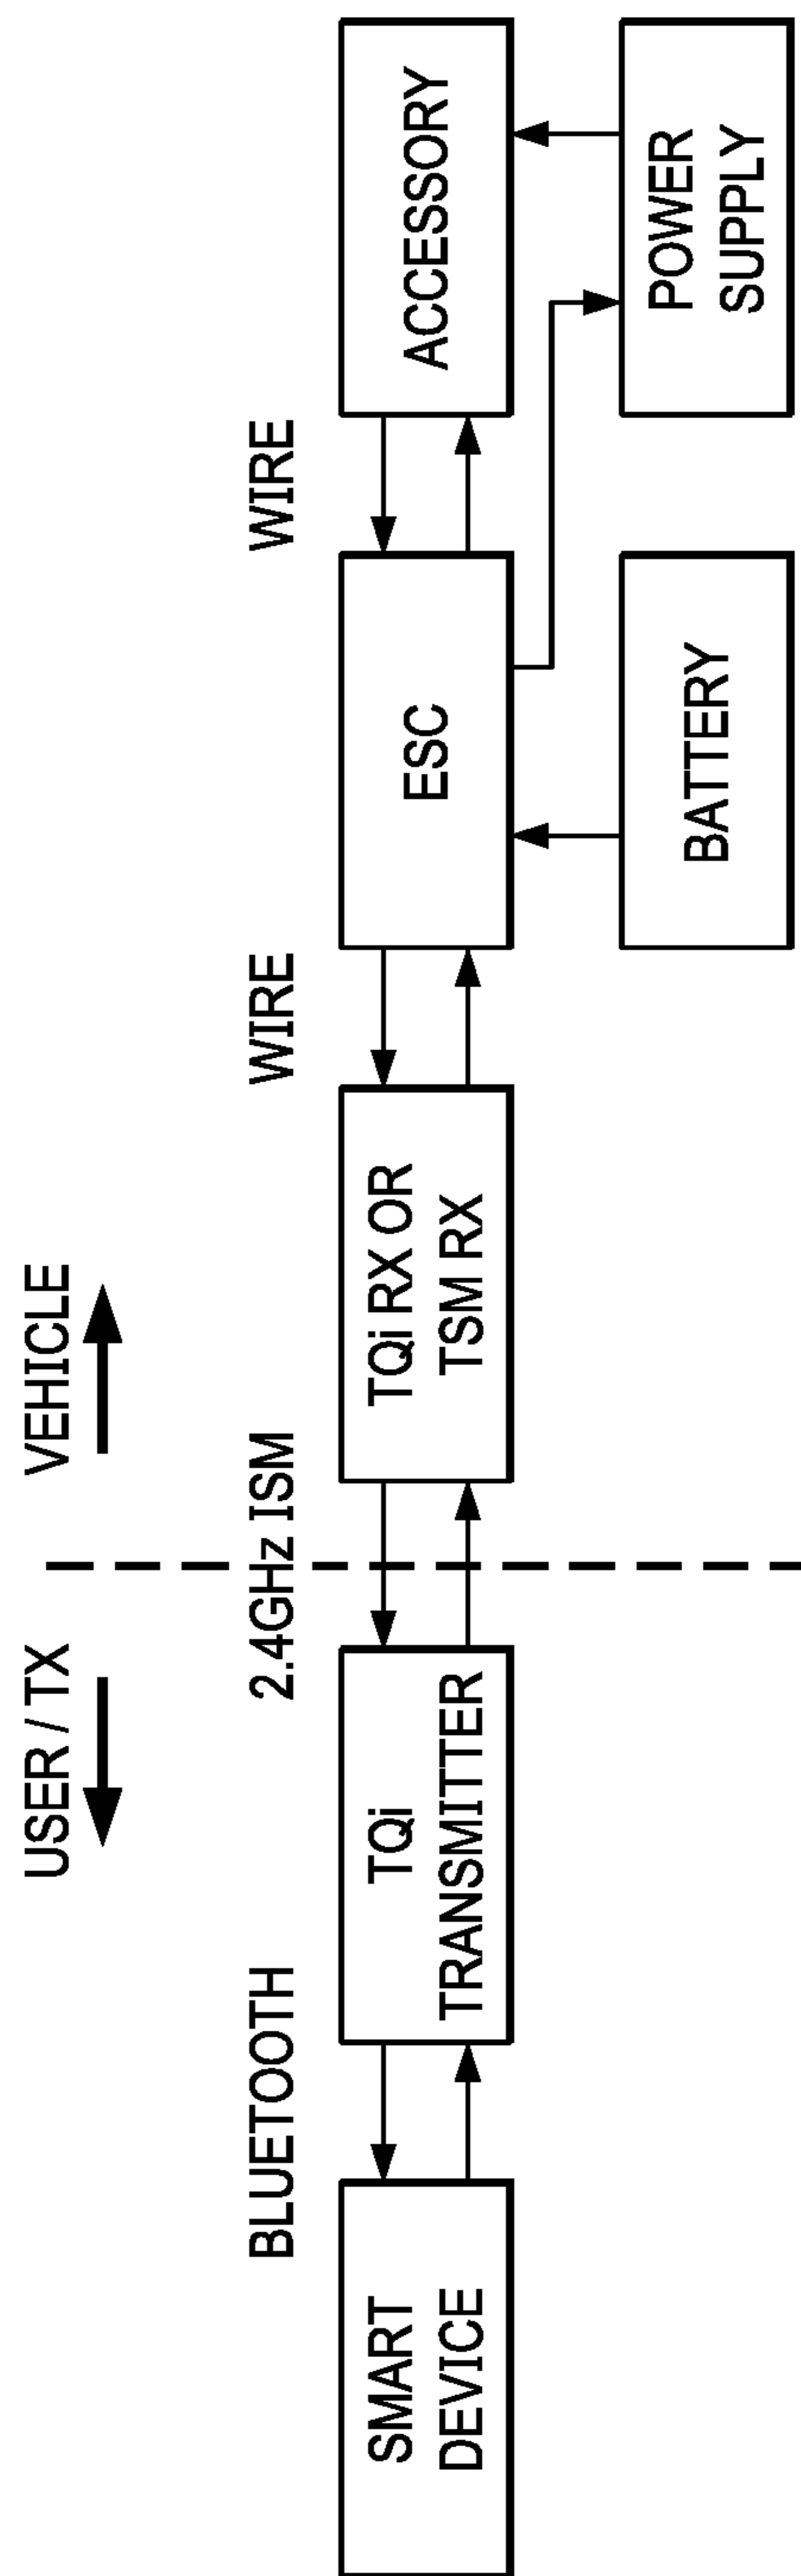 USER / TX
VEHICLE
BLUETOOTH
2.4GHz ISM
WIRE
WIRE
SMART
DEVICE
TQi
TRANSMITTER
TQi RX OR
TSM RX
ESC
ACCESSORY
BATTERY
POWER
SUPPLY